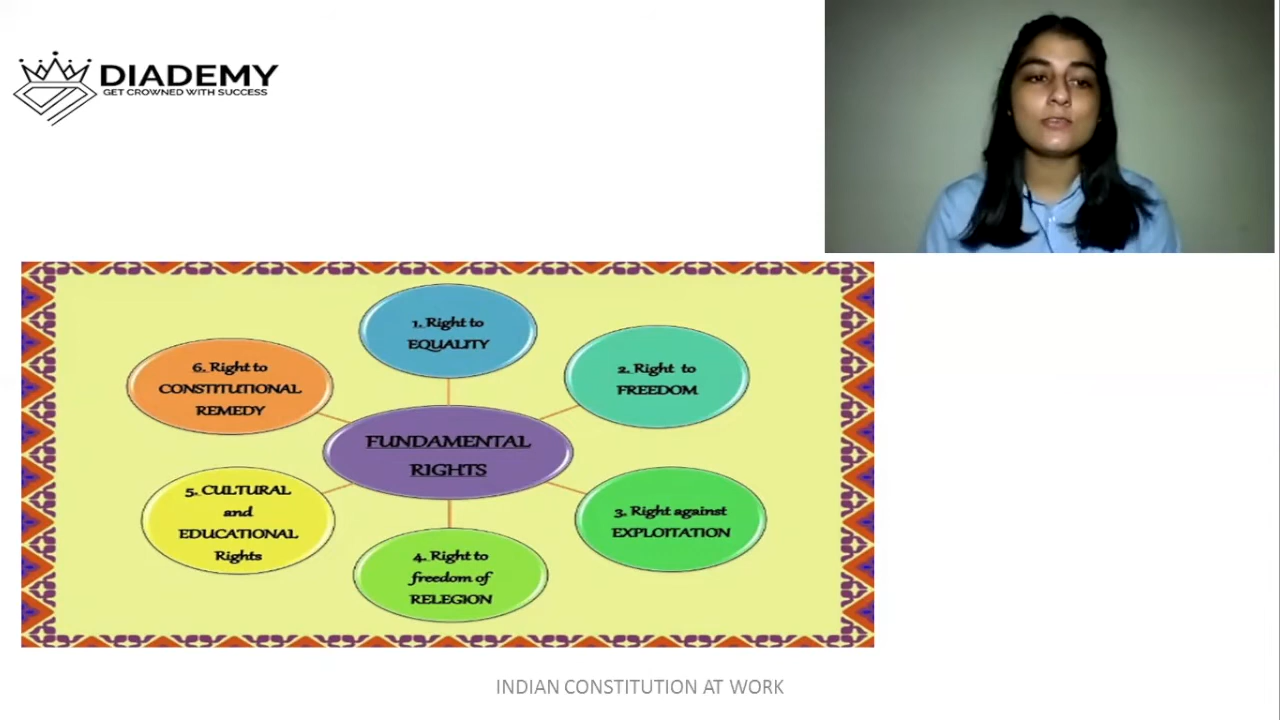 DIADEMY
GET CROWNED WITH SUCCESS
1. Right to
EQUALITY
2. Right to
FREEDOM
3. Right against
EXPLOITATION
4. Right to
freedom of
RELEGION
5. CULTURAL
and
EDUCATIONAL
Rights
6. Right to
CONSTITUTIONAL
REMEDY
FUNDAMENTAL
RIGHTS
INDIAN CONSTITUTION AT WORK